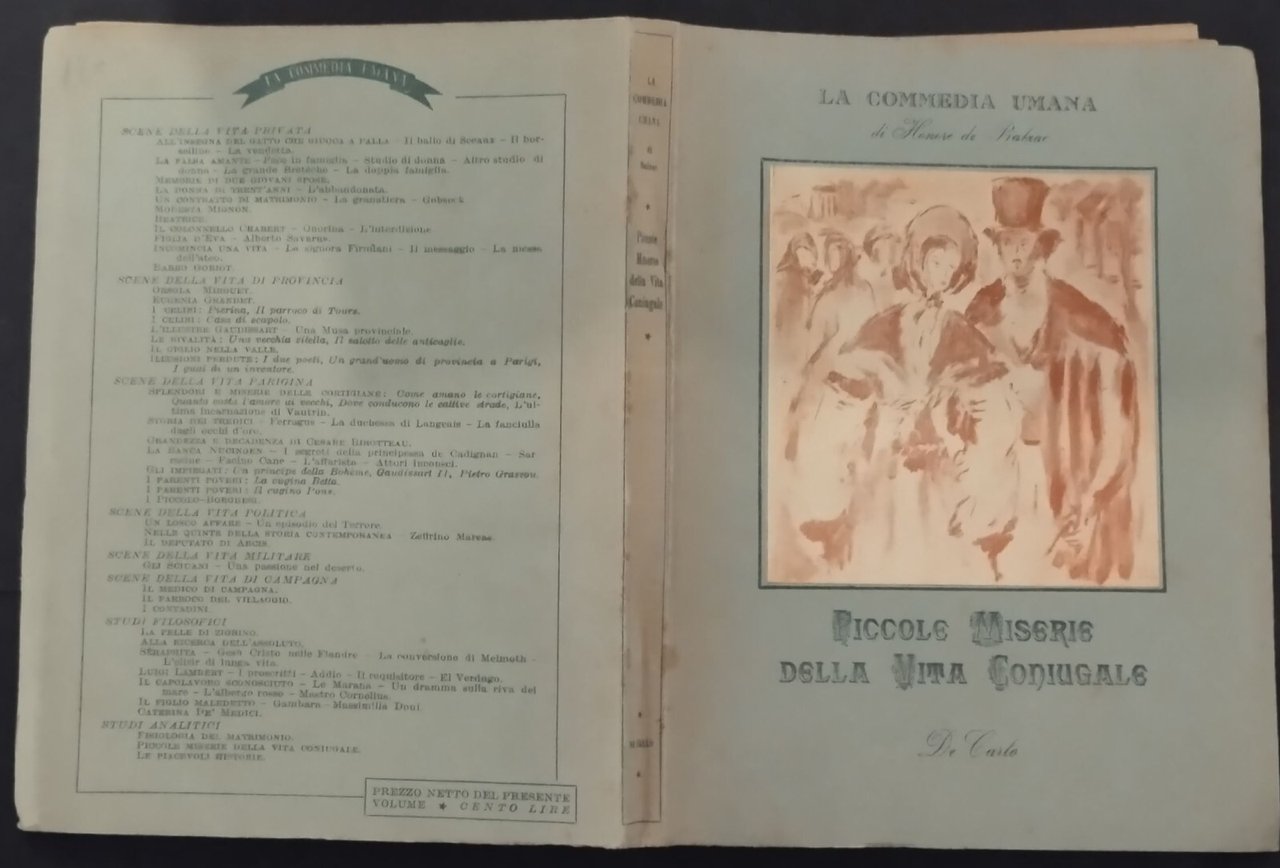 LA COMMEDIA UMANA
SCENE DELLA VITA PRIVATA
ALL'INSEGNA DEL GATTO CHE GIUOCA A PALLA - Il ballo di Sceaux - Il bor-
sellino - La vendetta.
LA FALSA AMANTE - Pace in famiglia - Studio di donna - Altro studio di
donna - La grande Bretèche - La doppia famiglia.
MEMORIE DI DUE GIOVANI SPOSE.
LA DONNA DI TRENT'ANNI - L'abbandonata.
UN CONTRATTO DI MATRIMONIO - La granatiera - Gobseck.
MODESTA MIGNON.
BEATRICE.
IL COLONNELLO CHABERT - Onorina - L'interdizione.
FIGLIA D'EVA - Alberto Savarus.
INCOMINCIA UNA VITA - La signora Firmiani - Il messaggio - La messa
dell'ateo.
BABBO GORIOT.
SCENE DELLA VITA DI PROVINCIA
ORSOLA MIROUET.
EUGENIA GRANDET.
I CELIBI: Pierina, Il parroco di Tours.
I CELIBI: Casa di scapolo.
L'ILLUSTRE GAUDISSART - Una Musa provinciale.
LE RIVALITÀ: Una vecchia zitella, Il salotto delle anticaglie.
IL GIGLIO NELLA VALLE.
ILLUSIONI PERDUTE: I due poeti, Un grand'uomo di provincia a Parigi,
I guai di un inventore.
SCENE DELLA VITA PARIGINA
SPLENDORI E MISERIE DELLE CORTIGIANE: Come amano le cortigiane,
Quanto costa l'amore ai vecchi, Dove conducono le cattive strade, L'ul-
tima incarnazione di Vautrin.
STORIA DEI TREDICI - Ferragus - La duchessa di Langeais - La fanciulla
dagli occhi d'oro.
GRANDEZZA E DECADENZA DI CESARE BIROTTEAU.
LA BANCA NUCINGEN - I segreti della principessa de Cadignan - Sar-
rasine - Facino Cane - L'affarista - Attori inconsci.
GLI IMPIEGATI: Un principe della Bohème, Gaudissart II, Pietro Grassou.
I PARENTI POVERI: La cugina Betta.
I PARENTI POVERI: Il cugino Pons.
I PICCOLO-BORGHESI.
SCENE DELLA VITA POLITICA
UN LOSCO AFFARE - Un episodio del Terrore.
NELLE QUINTE DELLA STORIA CONTEMPORANEA - Zeffirino Marcas.
IL DEPUTATO DI ARCIS.
SCENE DELLA VITA MILITARE
GLI SCIUANI - Una passione nel deserto.
SCENE DELLA VITA DI CAMPAGNA
IL MEDICO DI CAMPAGNA.
IL PARROCO DEL VILLAGGIO.
I CONTADINI.
STUDI FILOSOFICI
LA PELLE DI ZIGRINO.
ALLA RICERCA DELL'ASSOLUTO.
SERAPHITA - Gesù Cristo nelle Fiandre - La conversione di Melmoth -
L'elisir di lunga vita.
LUIGI LAMBERT - I proscritti - Addio - Il requisitore - El Verdugo.
IL CAPOLAVORO SCONOSCIUTO - Le Marana - Un dramma sulla riva del
mare - L'albergo rosso - Mastro Cornelius.
IL FIGLIO MALEDETTO - Gambara - Massimilla Doni.
CATERINA DE' MEDICI.
STUDI ANALITICI
FISIOLOGIA DEL MATRIMONIO.
PICCOLE MISERIE DELLA VITA CONIUGALE.
LE PIACEVOLI HISTORIE.
PREZZO NETTO DEL PRESENTE
VOLUME ★ CENTO LIRE
LA
COMMEDIA
UMANA
di
Balzac
★
Piccole
Miserie
della Vita
Coniugale
★
★
★
LA COMMEDIA UMANA
di Honoré de Balzac
PICCOLE MISERIE
DELLA VITA CONIUGALE
De Carlo